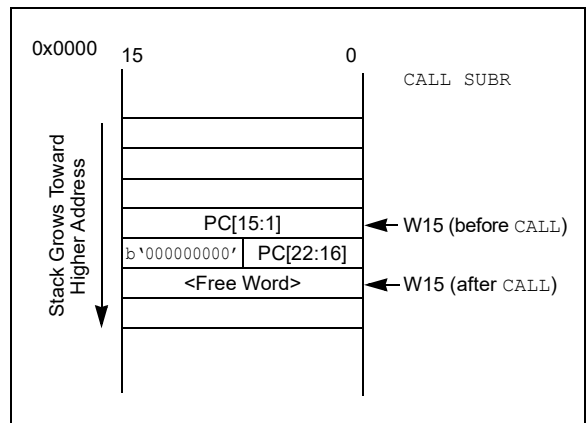 0x0000 15 0
CALL SUBR
Stack Grows Toward
Higher Address
PC[15:1] W15 (before CALL)
b‘000000000’ PC[22:16]
<Free Word> W15 (after CALL)